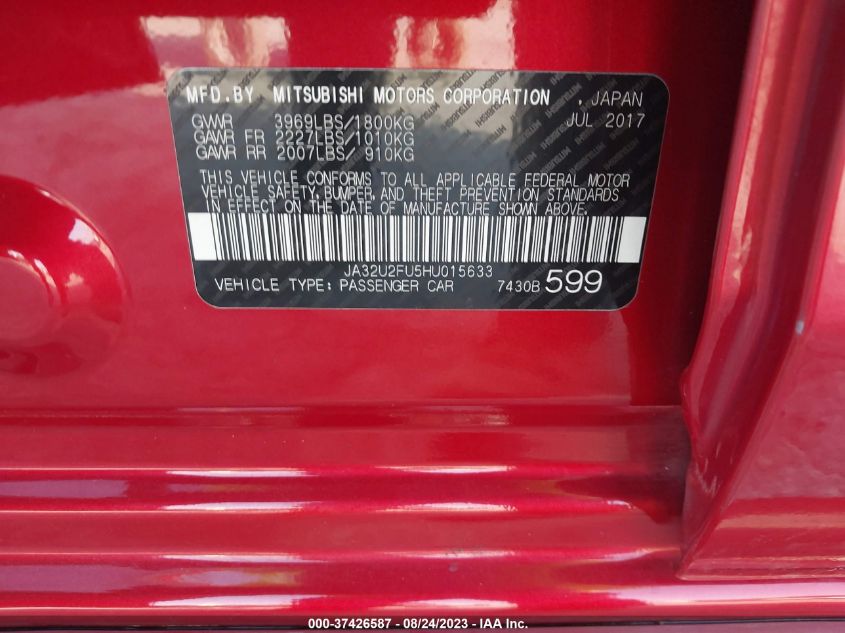 MFD.BY MITSUBISHI MOTORS CORPORATION , JAPAN
GVWR 3969LBS/1800KG JUL 2017
GAWR FR 2227LBS/1010KG
GAWR RR 2007LBS/ 910KG
THIS VEHICLE CONFORMS TO ALL APPLICABLE FEDERAL MOTOR
VEHICLE SAFETY, BUMPER, AND THEFT PREVENTION STANDARDS
IN EFFECT ON THE DATE OF MANUFACTURE SHOWN ABOVE.
JA32U2FU5HU015633
VEHICLE TYPE: PASSENGER CAR 7430B 599
000-37426587 - 08/24/2023 - IAA Inc.